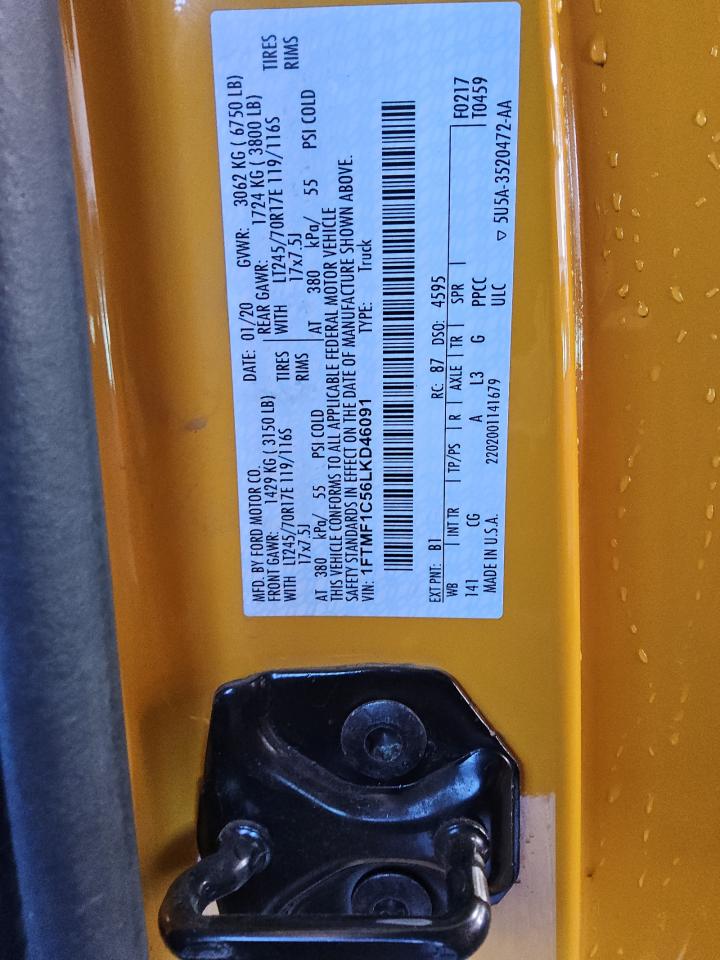 MFD. BY FORD MOTOR CO.
DATE: 01/20 GVWR: 3062 KG ( 6750 LB)
FRONT GAWR: 1429 KG ( 3150 LB) REAR GAWR: 1724 KG ( 3800 LB)
WITH LT245/70R17E 119/116S TIRES WITH LT245/70R17E 119/116S TIRES
17x7.5J RIMS 17x7.5J RIMS
AT 380 kPa/ 55 PSI COLD AT 380 kPa/ 55 PSI COLD
THIS VEHICLE CONFORMS TO ALL APPLICABLE FEDERAL MOTOR VEHICLE
SAFETY STANDARDS IN EFFECT ON THE DATE OF MANUFACTURE SHOWN ABOVE.
VIN: 1FTMF1C56LKD46091 TYPE: Truck
EXT PNT: B1 RC: 87 DSO: 4595 F0217
WB INT TR TP/PS R AXLE TR SPR T0459
141 CG A L3 G PPCC
MADE IN U.S.A. 2202001141679 ULC ▽ 5U5A-3520472-AA